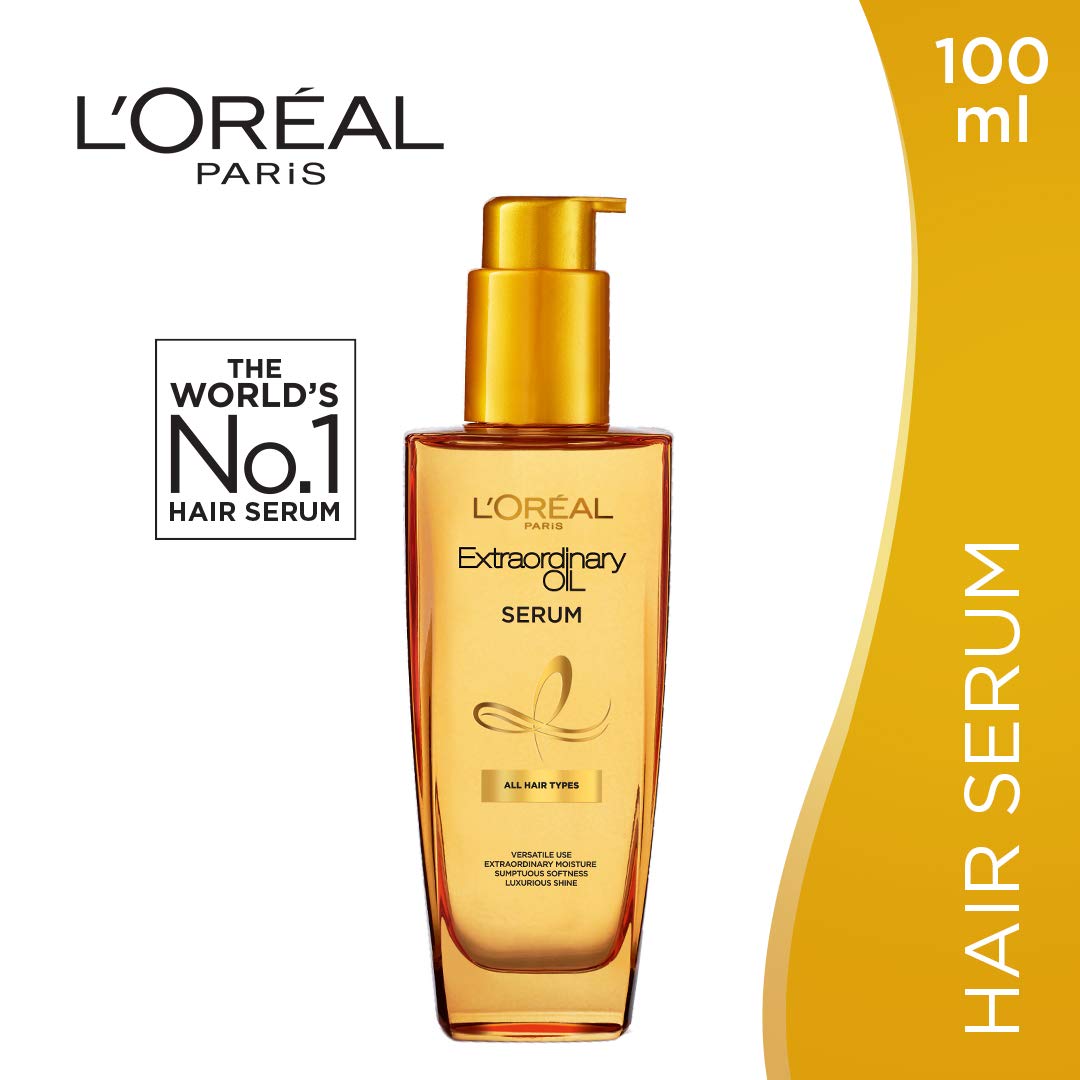 L'ORÉAL
PARiS
100
ml
THE
WORLD'S
No.1
HAIR SERUM
L'ORÉAL
PARiS
Extraordinary
OIL
SERUM
ALL HAIR TYPES
VERSATILE USE
EXTRAORDINARY MOISTURE
SUMPTUOUS SOFTNESS
LUXURIOUS SHINE
HAIR SERUM